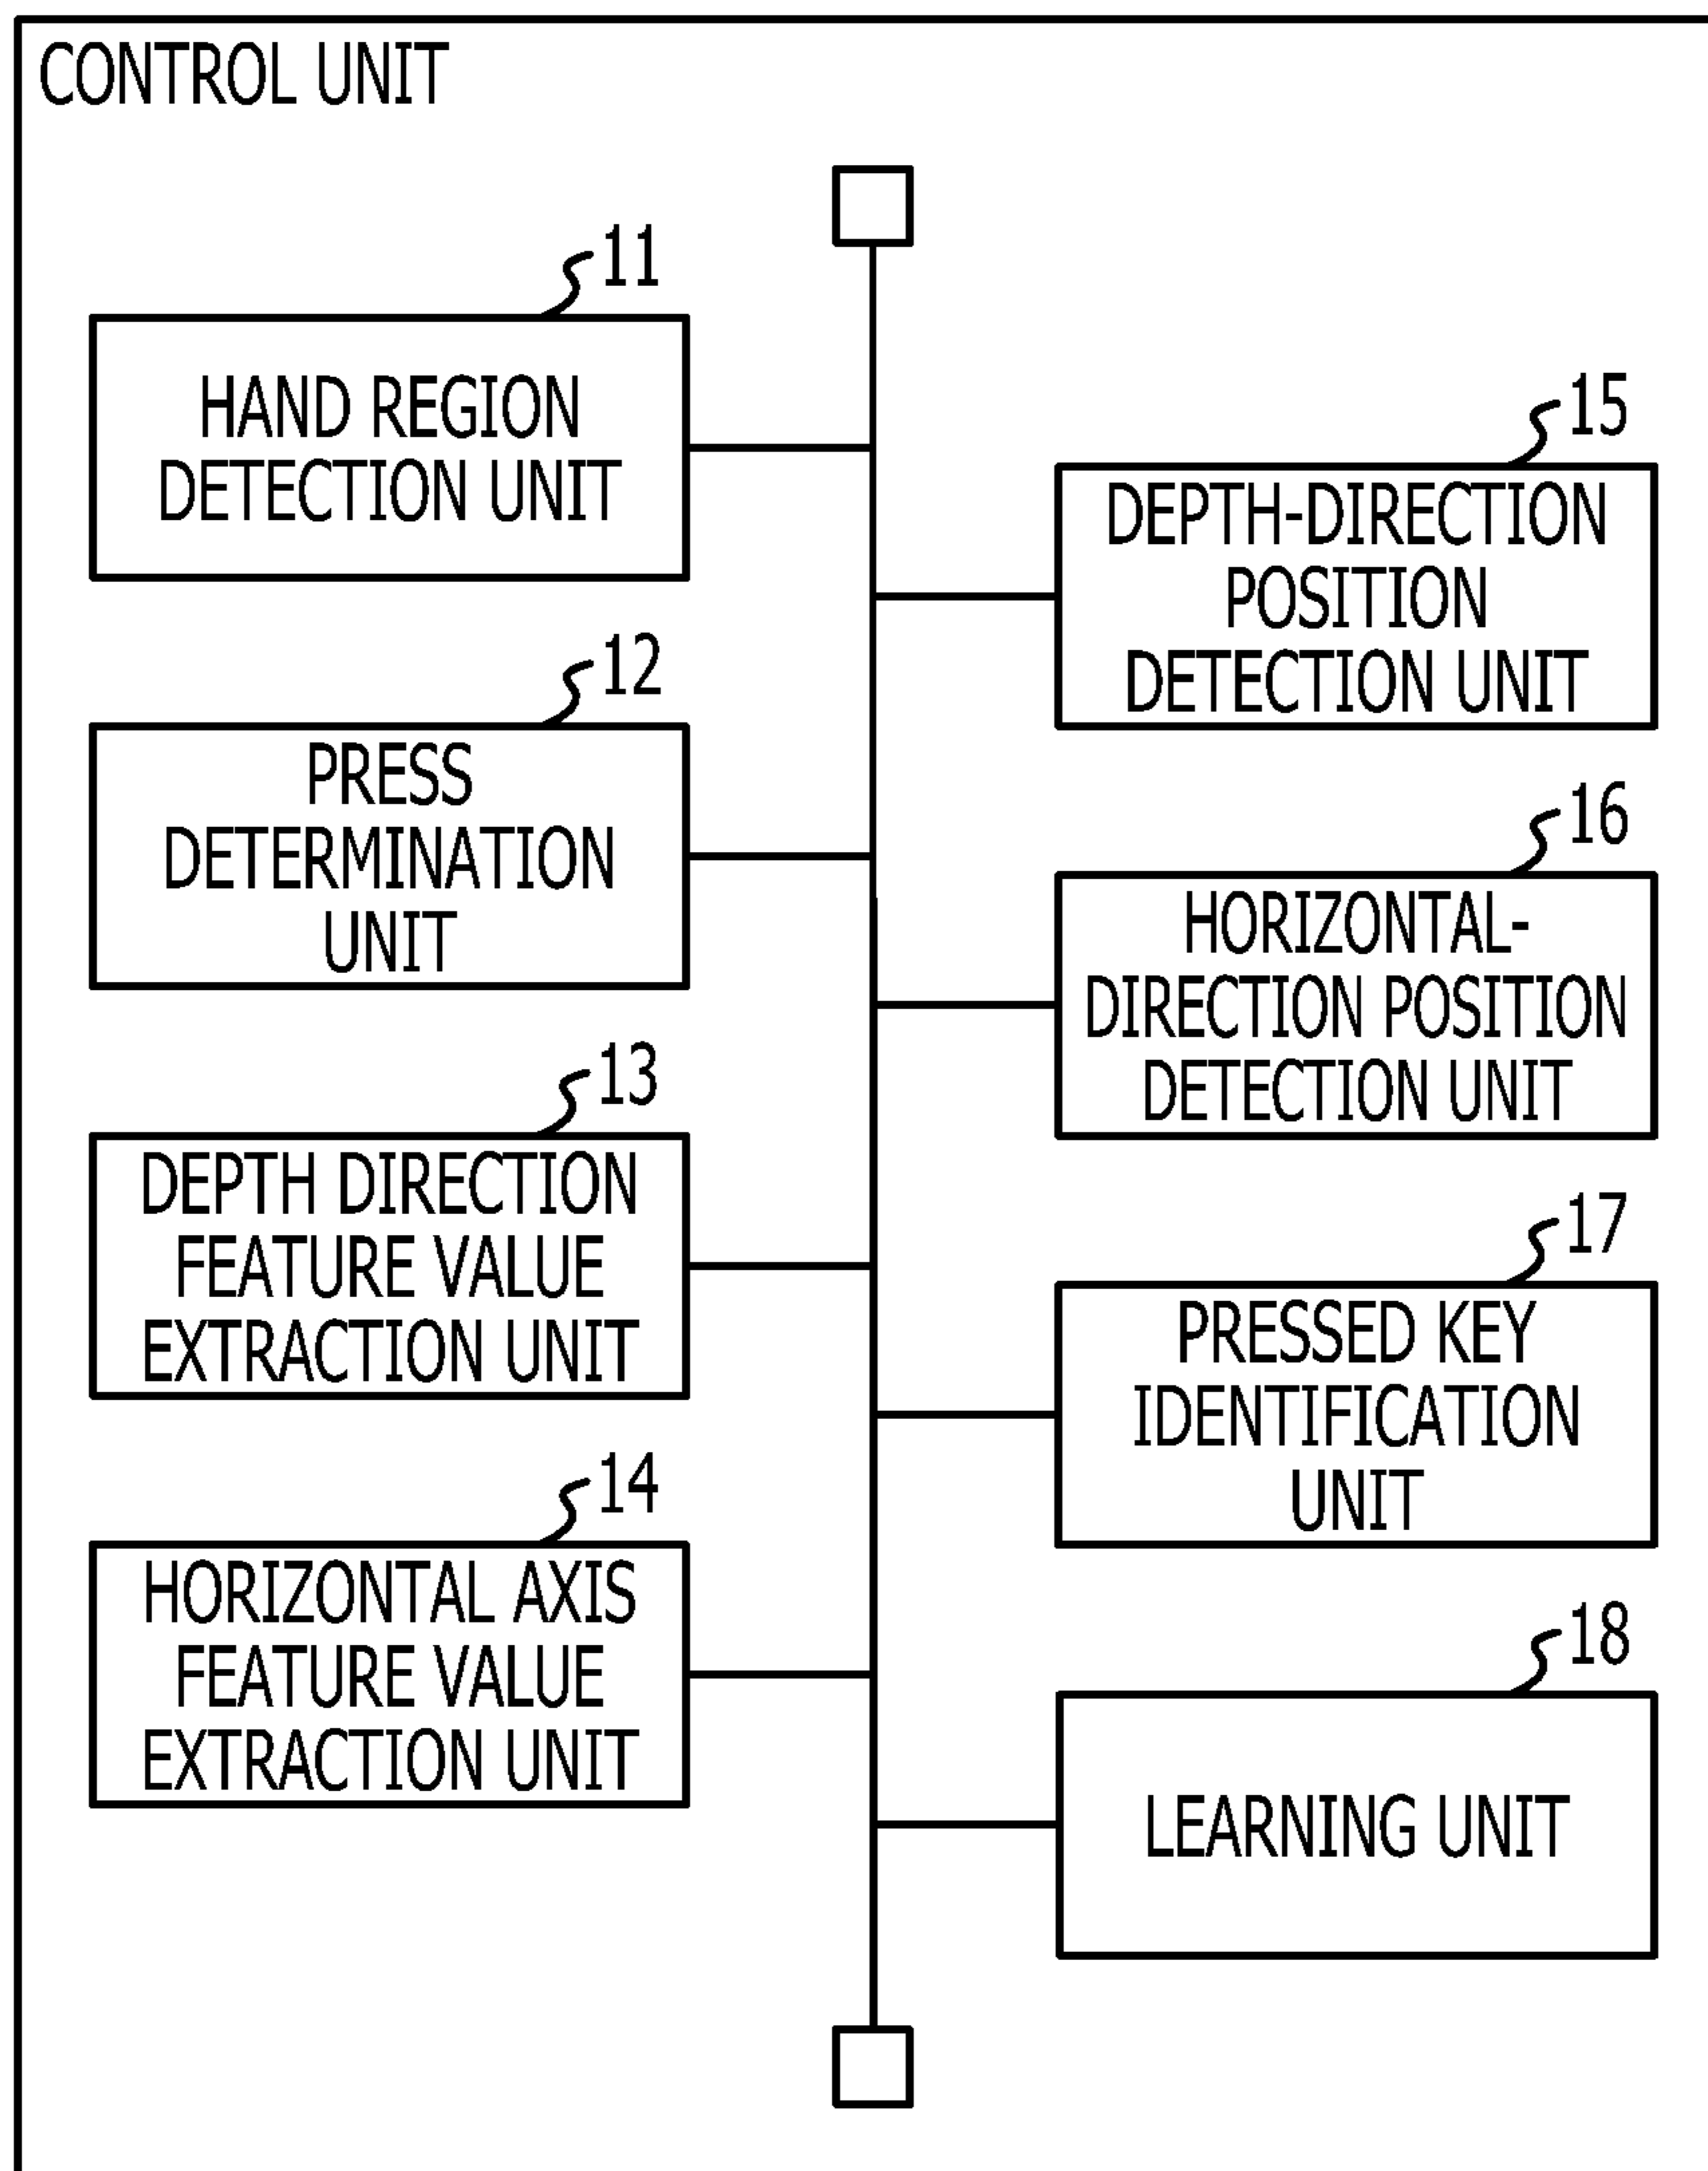 CONTROL UNIT
11
HAND REGION
DETECTION UNIT
12
PRESS
DETERMINATION
UNIT
13
DEPTH DIRECTION
FEATURE VALUE
EXTRACTION UNIT
14
HORIZONTAL AXIS
FEATURE VALUE
EXTRACTION UNIT
15
DEPTH-DIRECTION
POSITION
DETECTION UNIT
16
HORIZONTAL-
DIRECTION POSITION
DETECTION UNIT
17
PRESSED KEY
IDENTIFICATION
UNIT
18
LEARNING UNIT